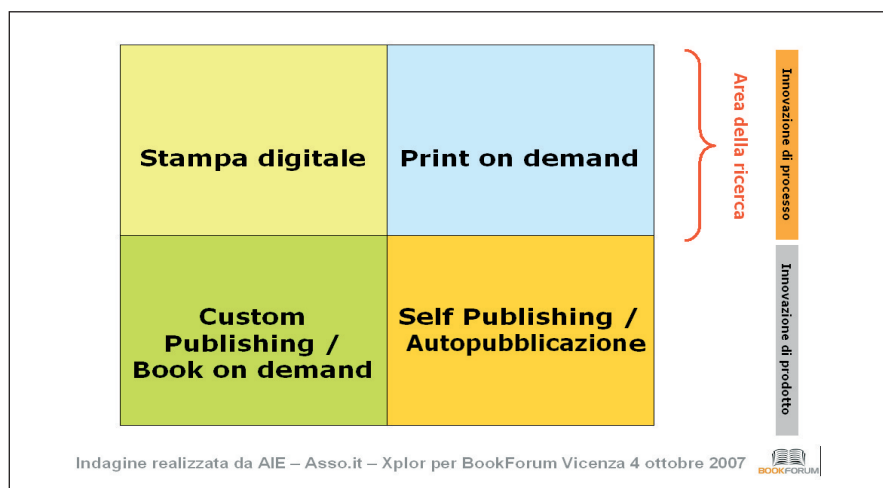 Stampa digitale
Print on demand
Area della ricerca
Innovazione di processo
Custom
Publishing /
Book on demand
Self Publishing /
Autopubblicazione
Innovazione di prodotto
Indagine realizzata da AIE – Asso.it – Xplor per BookForum Vicenza 4 ottobre 2007
BOOKFORUM